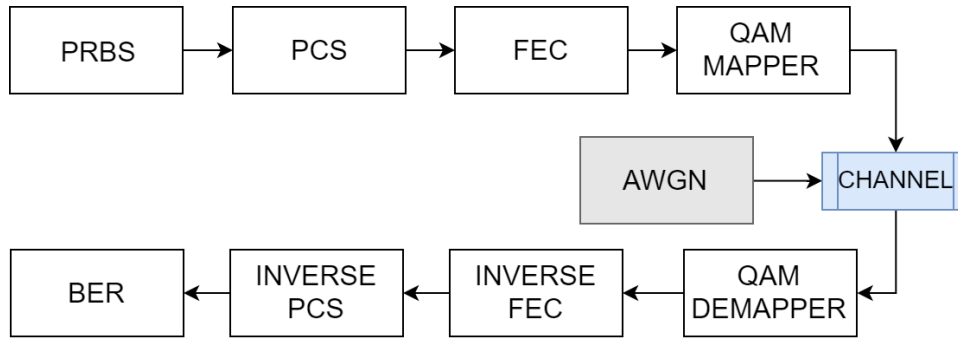 PRBS
PCS
FEC
QAM
MAPPER
AWGN
CHANNEL
BER
INVERSE
PCS
INVERSE
FEC
QAM
DEMAPPER